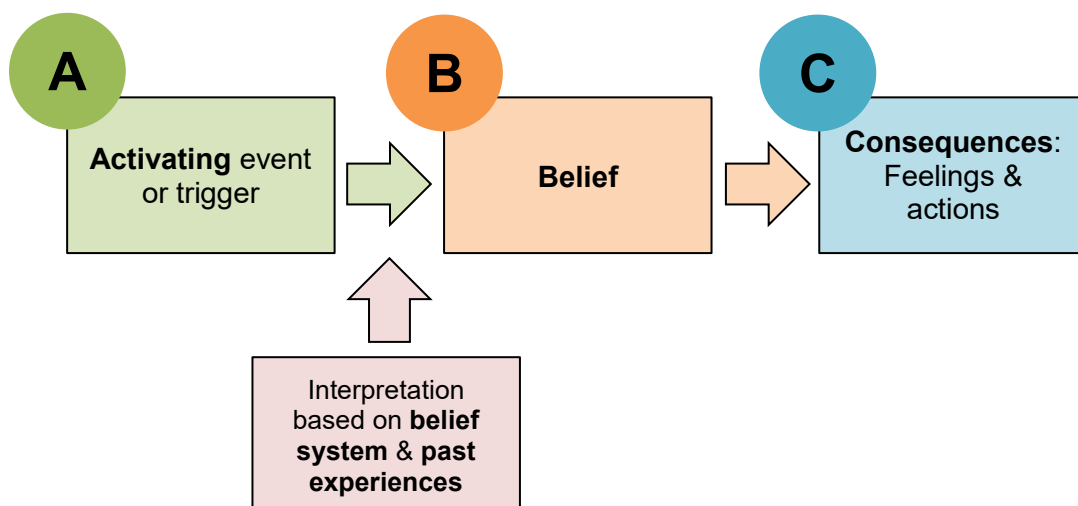 A
B
C
Activating event
or trigger
Belief
Consequences:
Feelings &
actions
Interpretation
based on belief
system & past
experiences